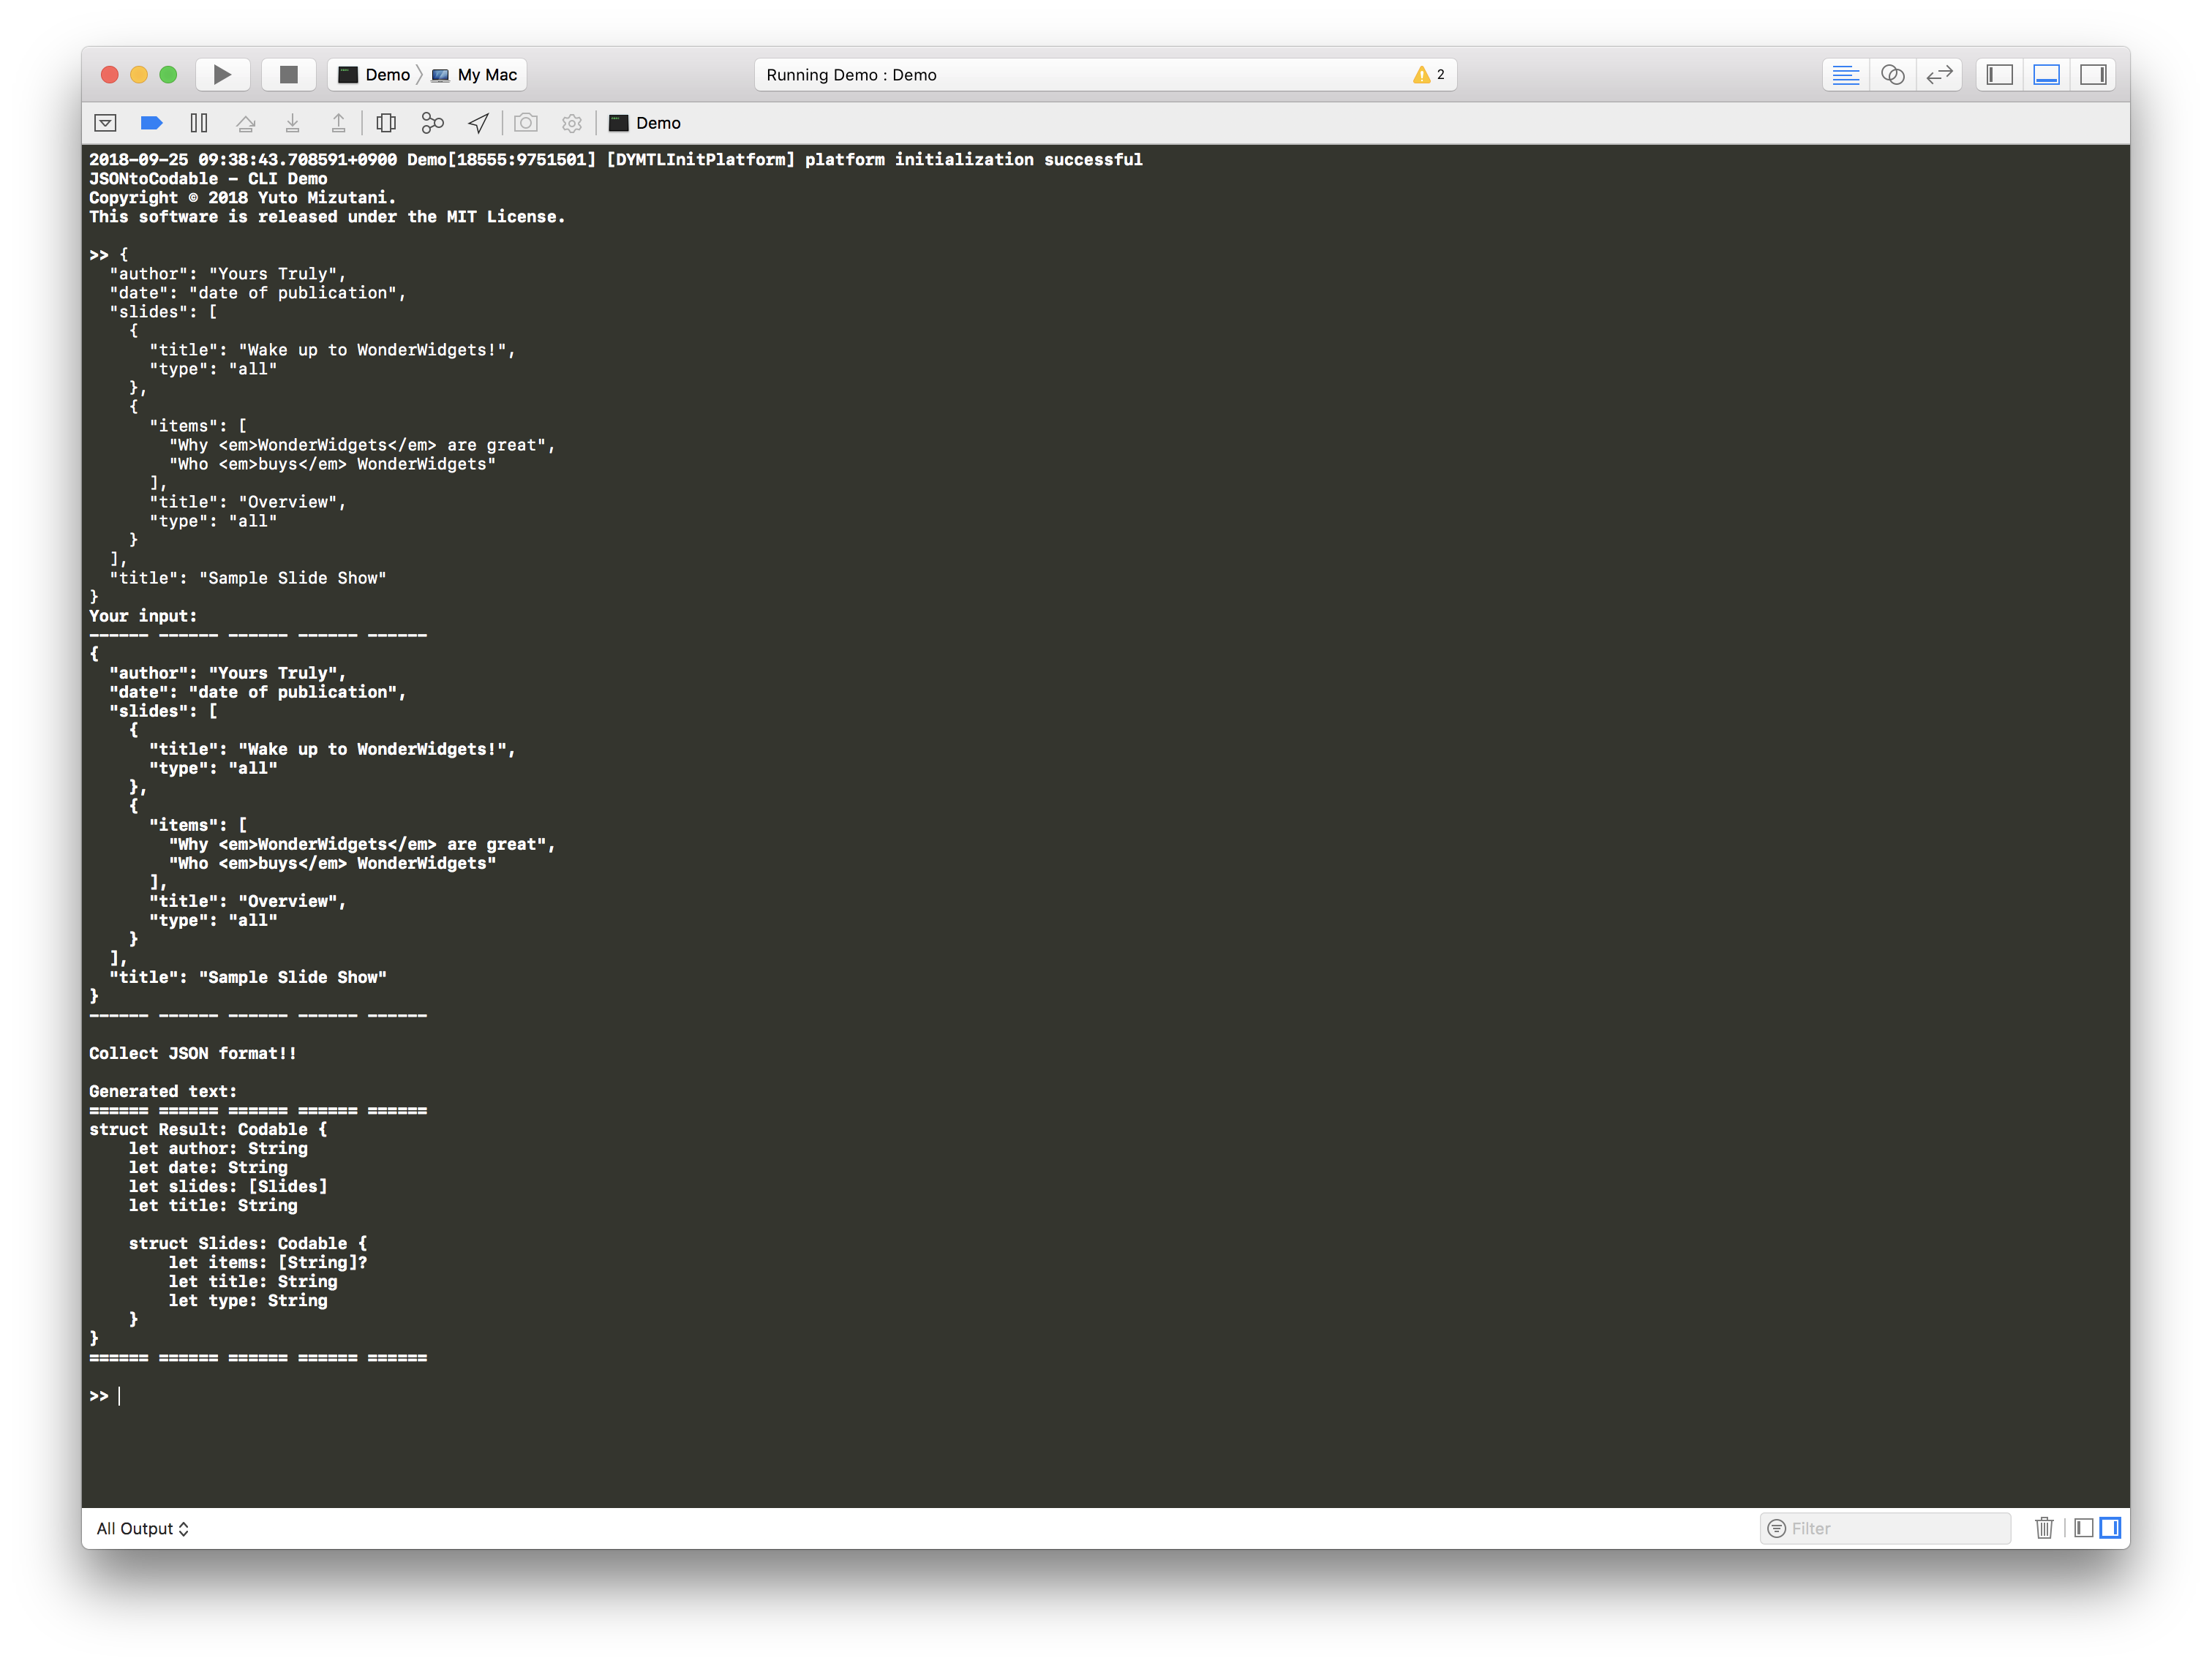 Demo My Mac Running Demo : Demo 2
Demo
2018-09-25 09:38:43.708591+0900 Demo[18555:9751501] [DYMTLInitPlatform] platform initialization successful
JSONtoCodable - CLI Demo
Copyright © 2018 Yuto Mizutani.
This software is released under the MIT License.

>> {
  "author": "Yours Truly",
  "date": "date of publication",
  "slides": [
    {
      "title": "Wake up to WonderWidgets!",
      "type": "all"
    },
    {
      "items": [
        "Why <em>WonderWidgets</em> are great",
        "Who <em>buys</em> WonderWidgets"
      ],
      "title": "Overview",
      "type": "all"
    }
  ],
  "title": "Sample Slide Show"
}
Your input:
------ ------ ------ ------ ------
{
  "author": "Yours Truly",
  "date": "date of publication",
  "slides": [
    {
      "title": "Wake up to WonderWidgets!",
      "type": "all"
    },
    {
      "items": [
        "Why <em>WonderWidgets</em> are great",
        "Who <em>buys</em> WonderWidgets"
      ],
      "title": "Overview",
      "type": "all"
    }
  ],
  "title": "Sample Slide Show"
}
------ ------ ------ ------ ------

Collect JSON format!!

Generated text:
====== ====== ====== ====== ======
struct Result: Codable {
    let author: String
    let date: String
    let slides: [Slides]
    let title: String

    struct Slides: Codable {
        let items: [String]?
        let title: String
        let type: String
    }
}
====== ====== ====== ====== ======

>>
All Output Filter